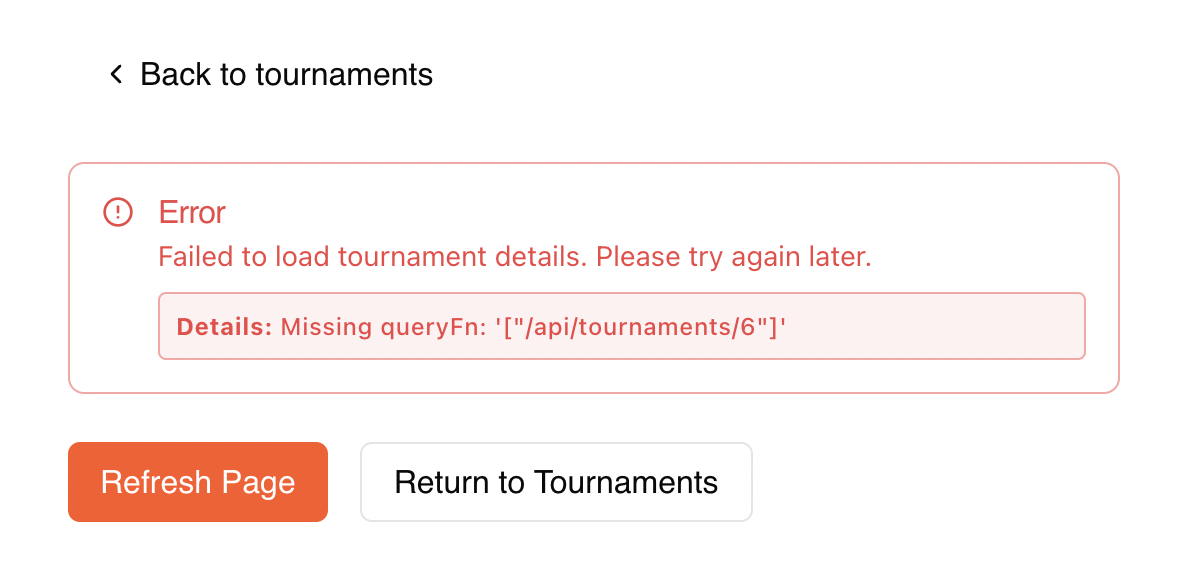 Back to tournaments
Error
Failed to load tournament details. Please try again later.
Details: Missing queryFn: '["/api/tournaments/6"]'
Refresh Page
Return to Tournaments